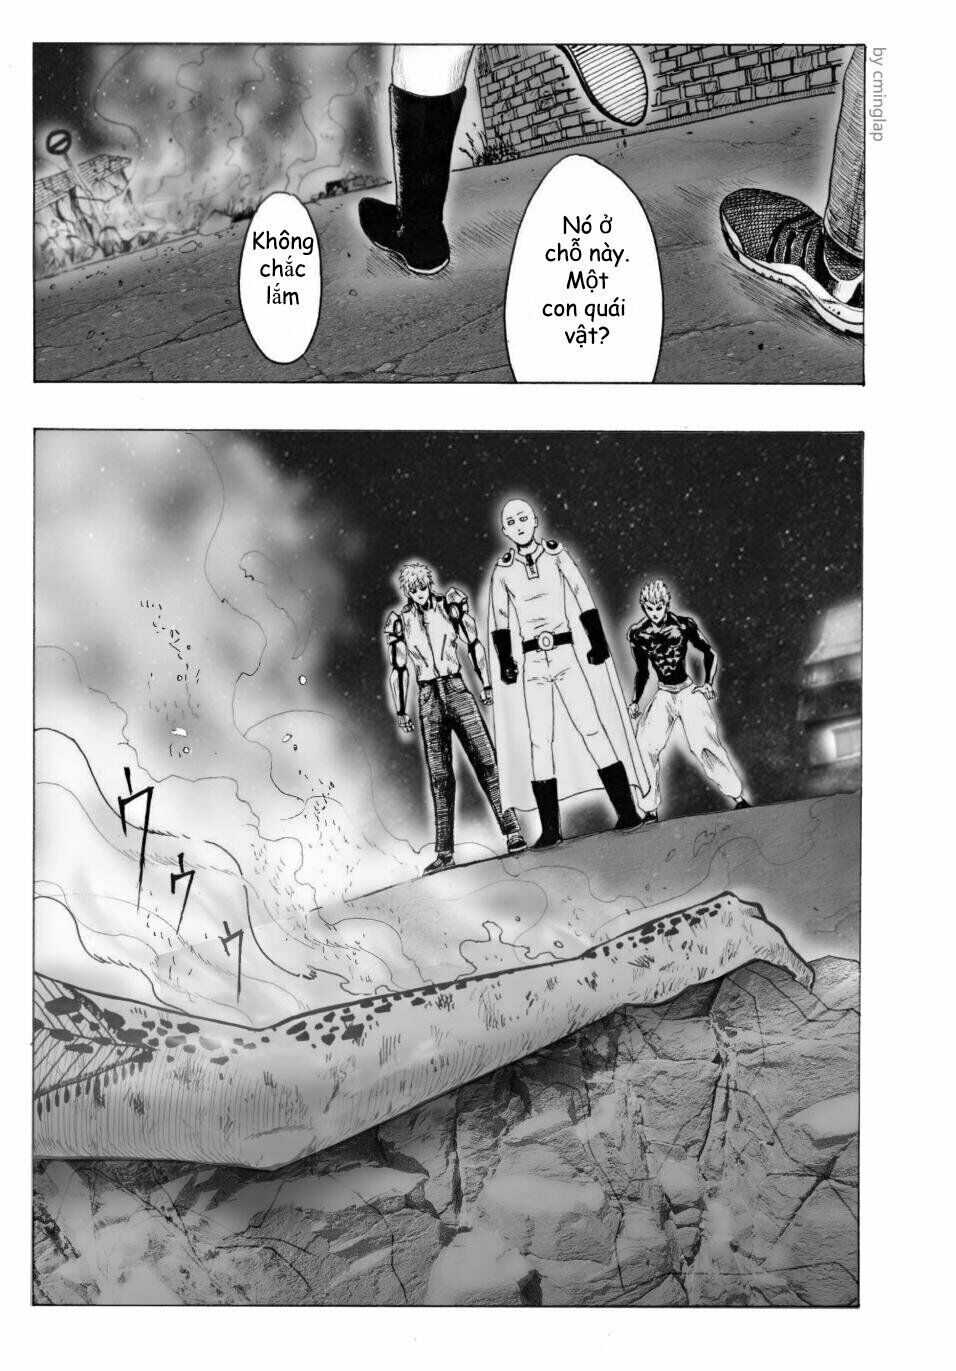 by cminglap
Nó ở
chỗ này.
Một
con quái
vật?
Không
chắc
lắm
ウ
ウ
ウ